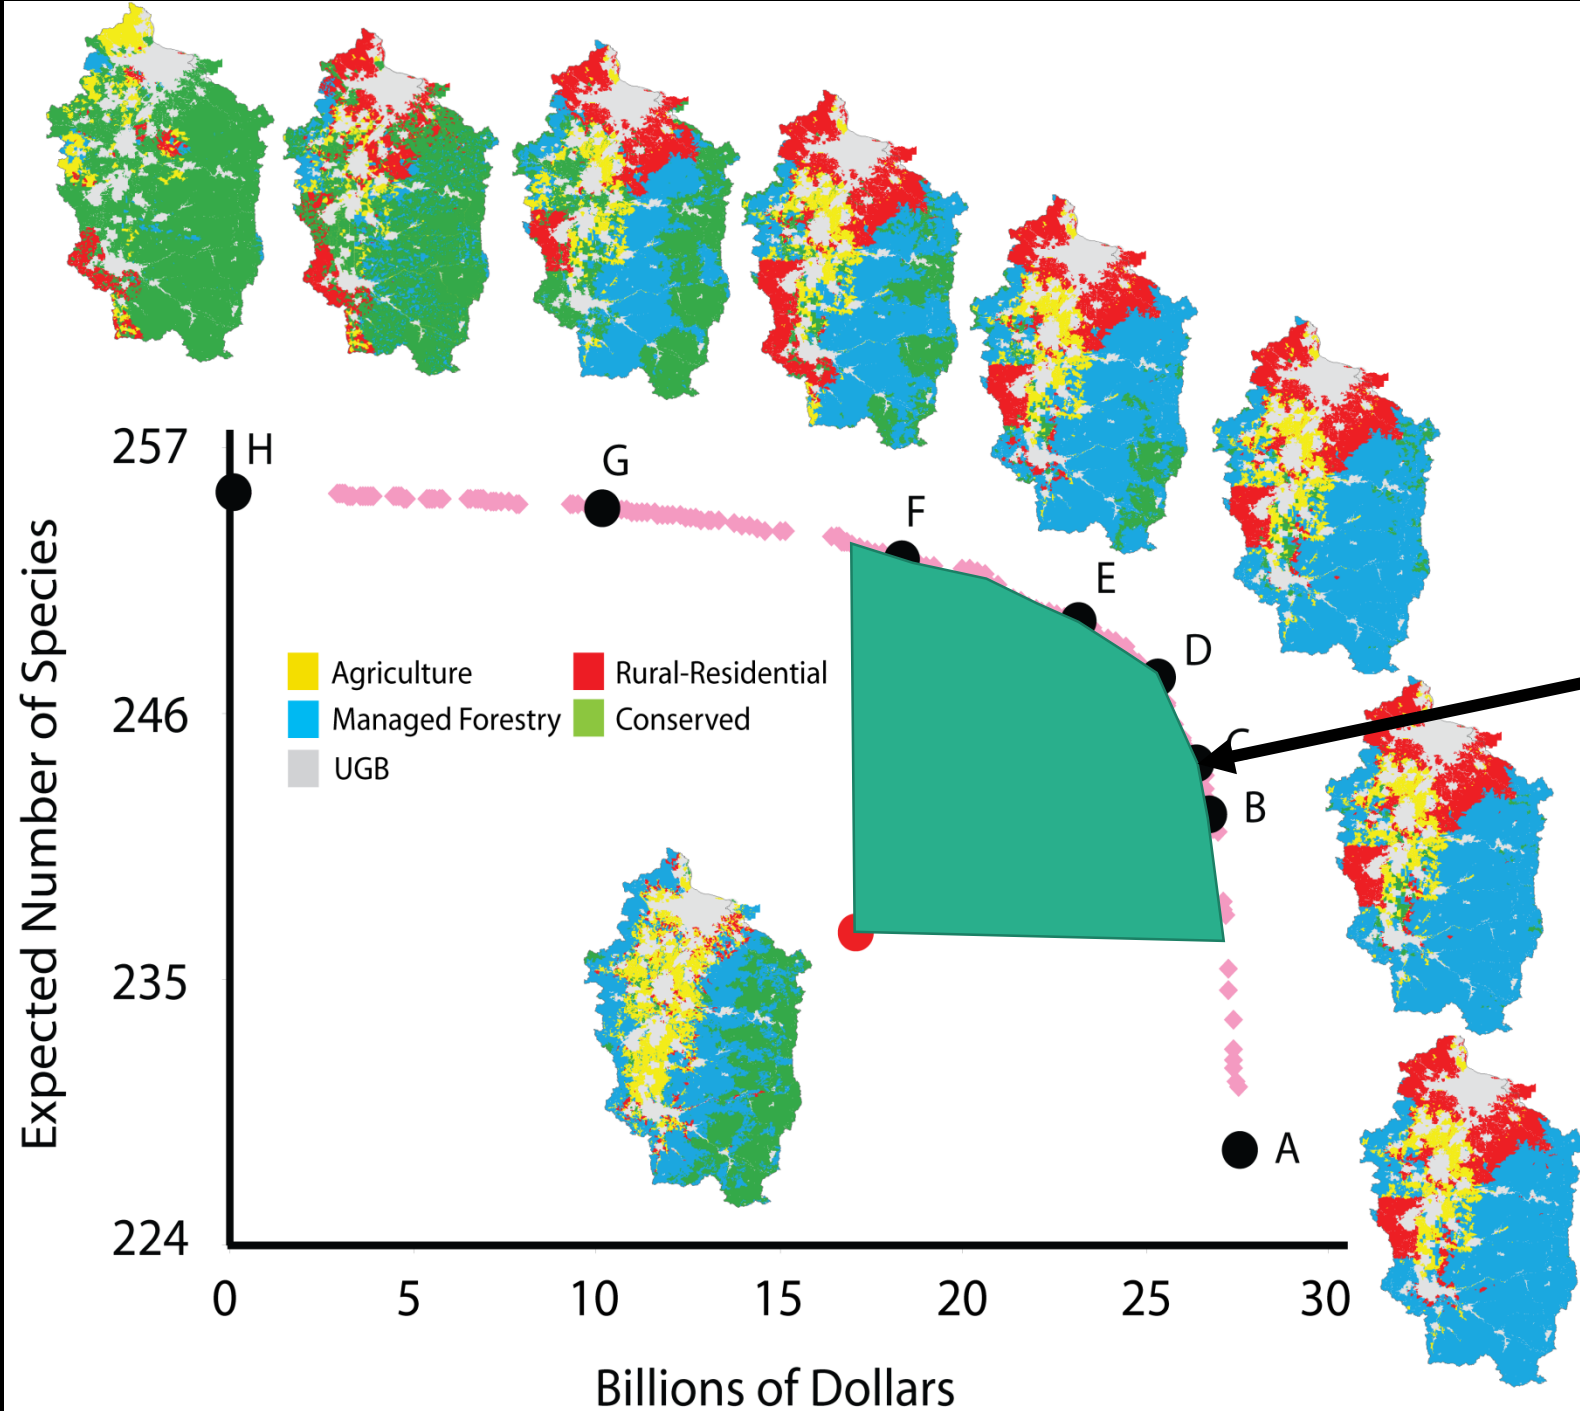 257
H
G
F
E
D
C
B
A
Expected Number of Species
Agriculture
Rural-Residential
246
Managed Forestry
Conserved
UGB
235
224
0
5
10
15
20
25
30
Billions of Dollars